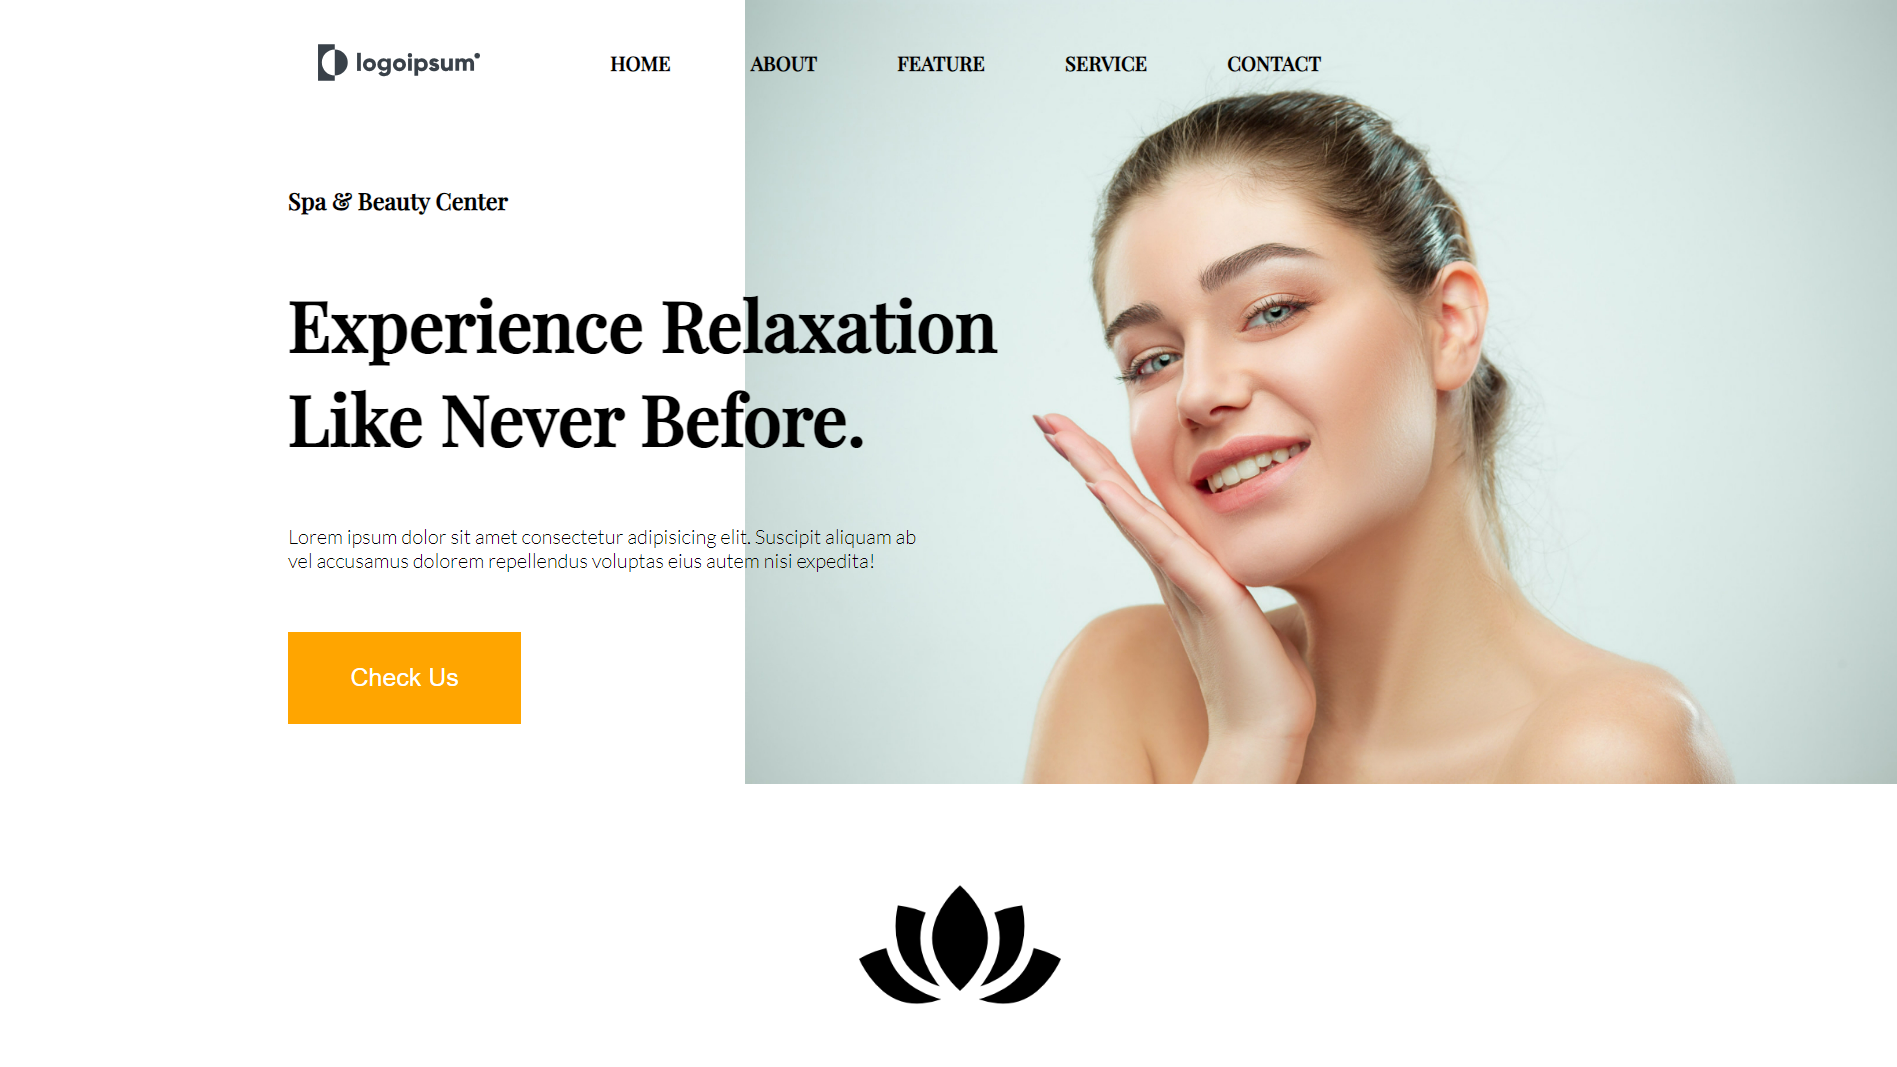 logoipsum
HOME ABOUT FEATURE SERVICE CONTACT
Spa & Beauty Center
Experience Relaxation
Like Never Before.
Lorem ipsum dolor sit amet consectetur adipisicing elit. Suscipit aliquam ab
vel accusamus dolorem repellendus voluptas eius autem nisi expedita!
Check Us